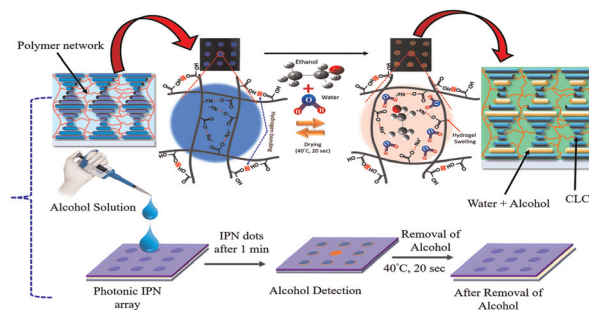 Polymer network
Ethanol
+
Water
Drying
(40°C, 20 sec)
Hydrogen bonding
Hydrogel
Swelling
Water + Alcohol
CLC
Alcohol Solution
IPN dots
after 1 min
Removal of
Alcohol
40°C, 20 sec
Photonic IPN
array
Alcohol Detection
After Removal of
Alcohol